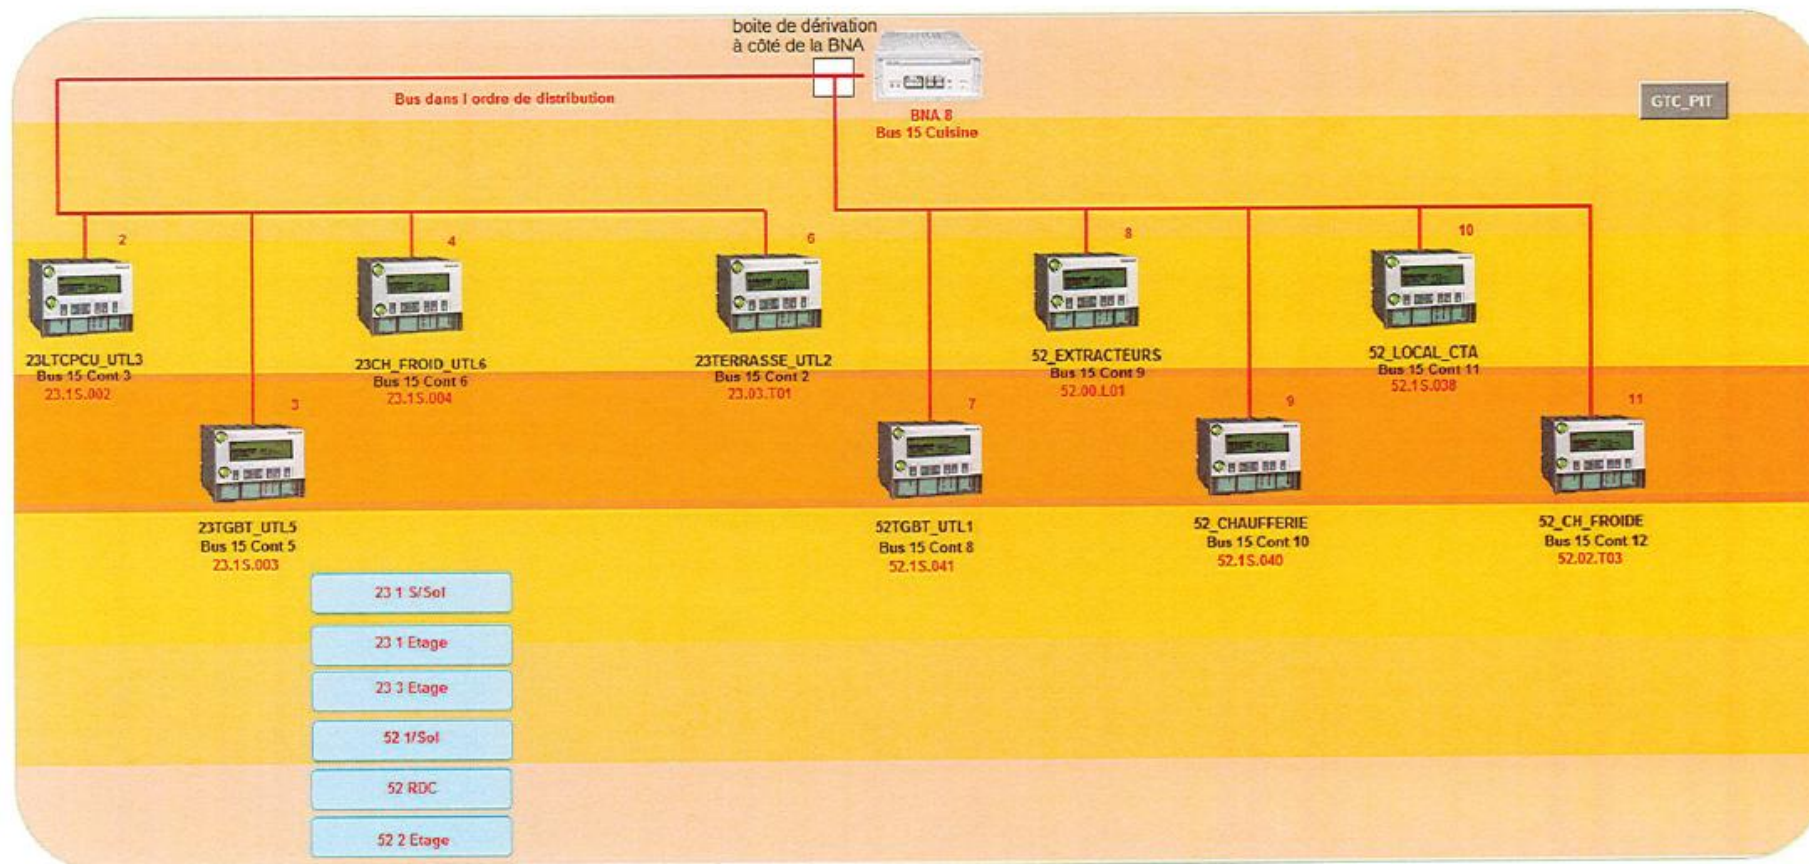 boite de dérivation
à côté de la BNA
Bus dans l ordre de distribution
BNA 8
Bus 15 Cuisine
GTC_PIT
2
4
6
8
10
23LTCPCU_UTL3
Bus 15 Cont 3
23.1S.002
23CH_FROID_UTL6
Bus 15 Cont 6
23.1S.004
23TERRASSE_UTL2
Bus 15 Cont 2
23.03.T01
52_EXTRACTEURS
Bus 15 Cont 9
52.00.L01
52_LOCAL_CTA
Bus 15 Cont 11
52.1S.038
3
7
9
11
23TGBT_UTL5
Bus 15 Cont 5
23.1S.003
52TGBT_UTL1
Bus 15 Cont 8
52.1S.041
52_CHAUFFERIE
Bus 15 Cont 10
52.1S.040
52_CH_FROIDE
Bus 15 Cont 12
52.02.T03
23 1 S/Sol
23 1 Etage
23 3 Etage
52 1/Sol
52 RDC
52 2 Etage